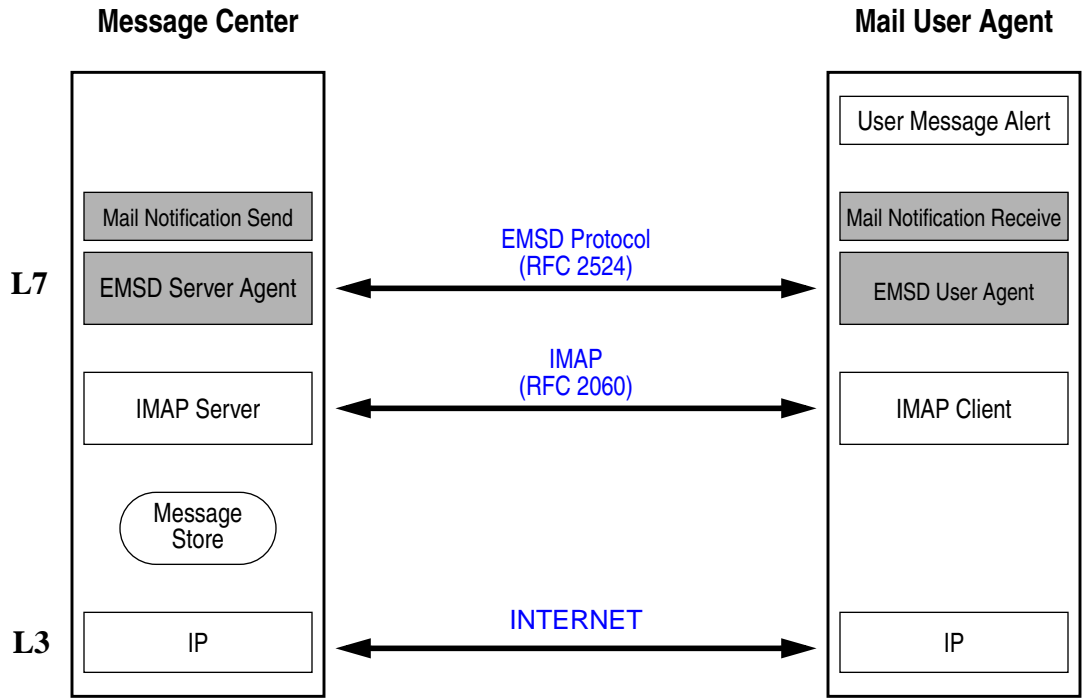 Message Center
Mail User Agent
User Message Alert
Mail Notification Send
Mail Notification Receive
EMSD Protocol
(RFC 2524)
L7
EMSD Server Agent
EMSD User Agent
IMAP
(RFC 2060)
IMAP Server
IMAP Client
Message
Store
INTERNET
L3
IP
IP